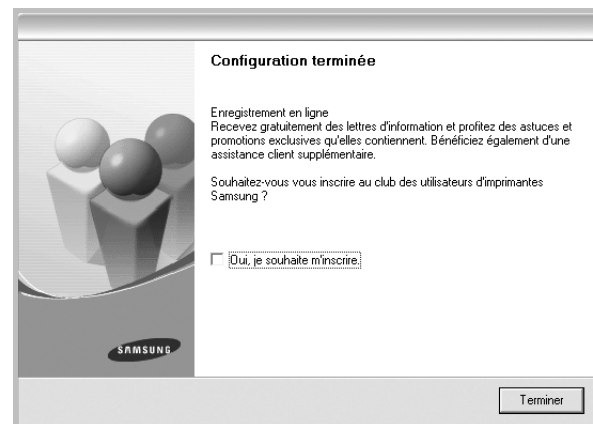 Configuration terminée
Enregistrement en ligne
Recevez gratuitement des lettres d'information et profitez des astuces et
promotions exclusives qu'elles contiennent. Bénéficiez également d'une
assistance client supplémentaire.
Souhaitez-vous vous inscrire au club des utilisateurs d'imprimantes
Samsung ?
Oui, je souhaite m'inscrire.
SAMSUNG
Terminer